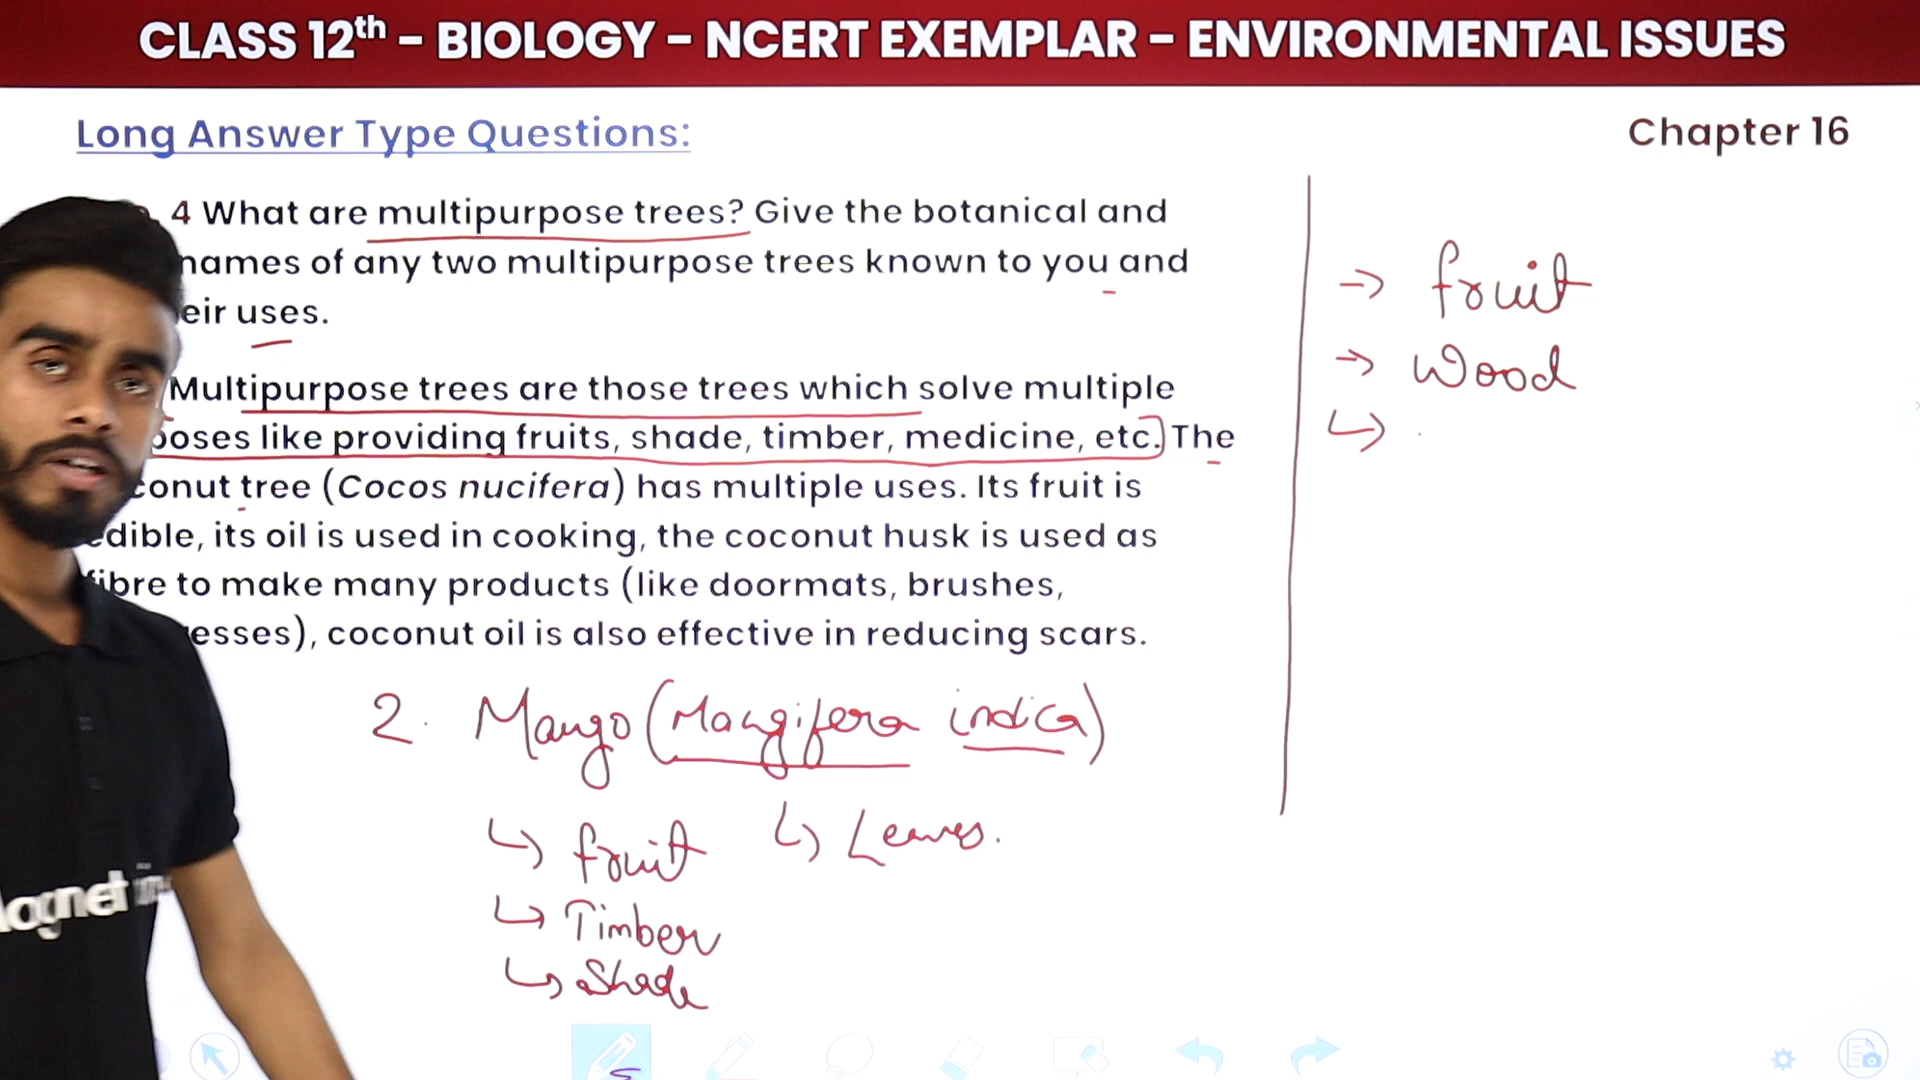 CLASS 12th – BIOLOGY – NCERT EXEMPLAR – ENVIRONMENTAL ISSUES
Long Answer Type Questions:
Chapter 16
4 What are multipurpose trees? Give the botanical and
names of any two multipurpose trees known to you and
eir uses.
Multipurpose trees are those trees which solve multiple
poses like providing fruits, shade, timber, medicine, etc. The
conut tree (Cocos nucifera) has multiple uses. Its fruit is
edible, its oil is used in cooking, the coconut husk is used as
fibre to make many products (like doormats, brushes,
esses), coconut oil is also effective in reducing scars.
→ fruit
→ Wood
↳
2. Mango (Mangifera indica)
↳ fruit ↳ Leaves.
↳ Timber
↳ Shade
agnet